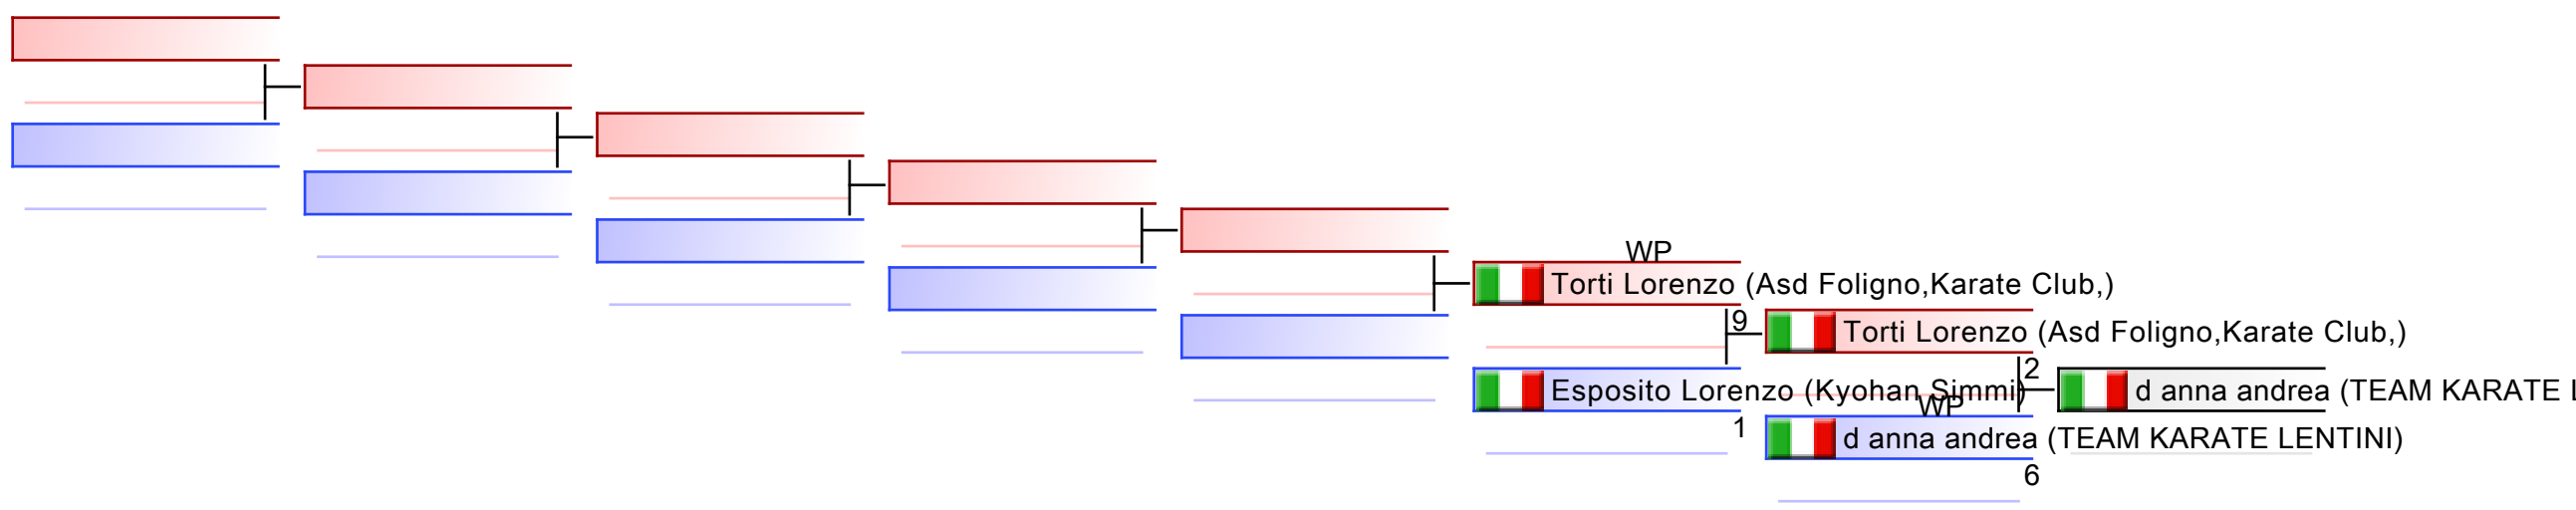 WP
Torti Lorenzo (Asd Foligno,Karate Club,)
9
Torti Lorenzo (Asd Foligno,Karate Club,)
2
Esposito Lorenzo (Kyohan Simmi)
d anna andrea (TEAM KARATE L
WP
1
d anna andrea (TEAM KARATE LENTINI)
6